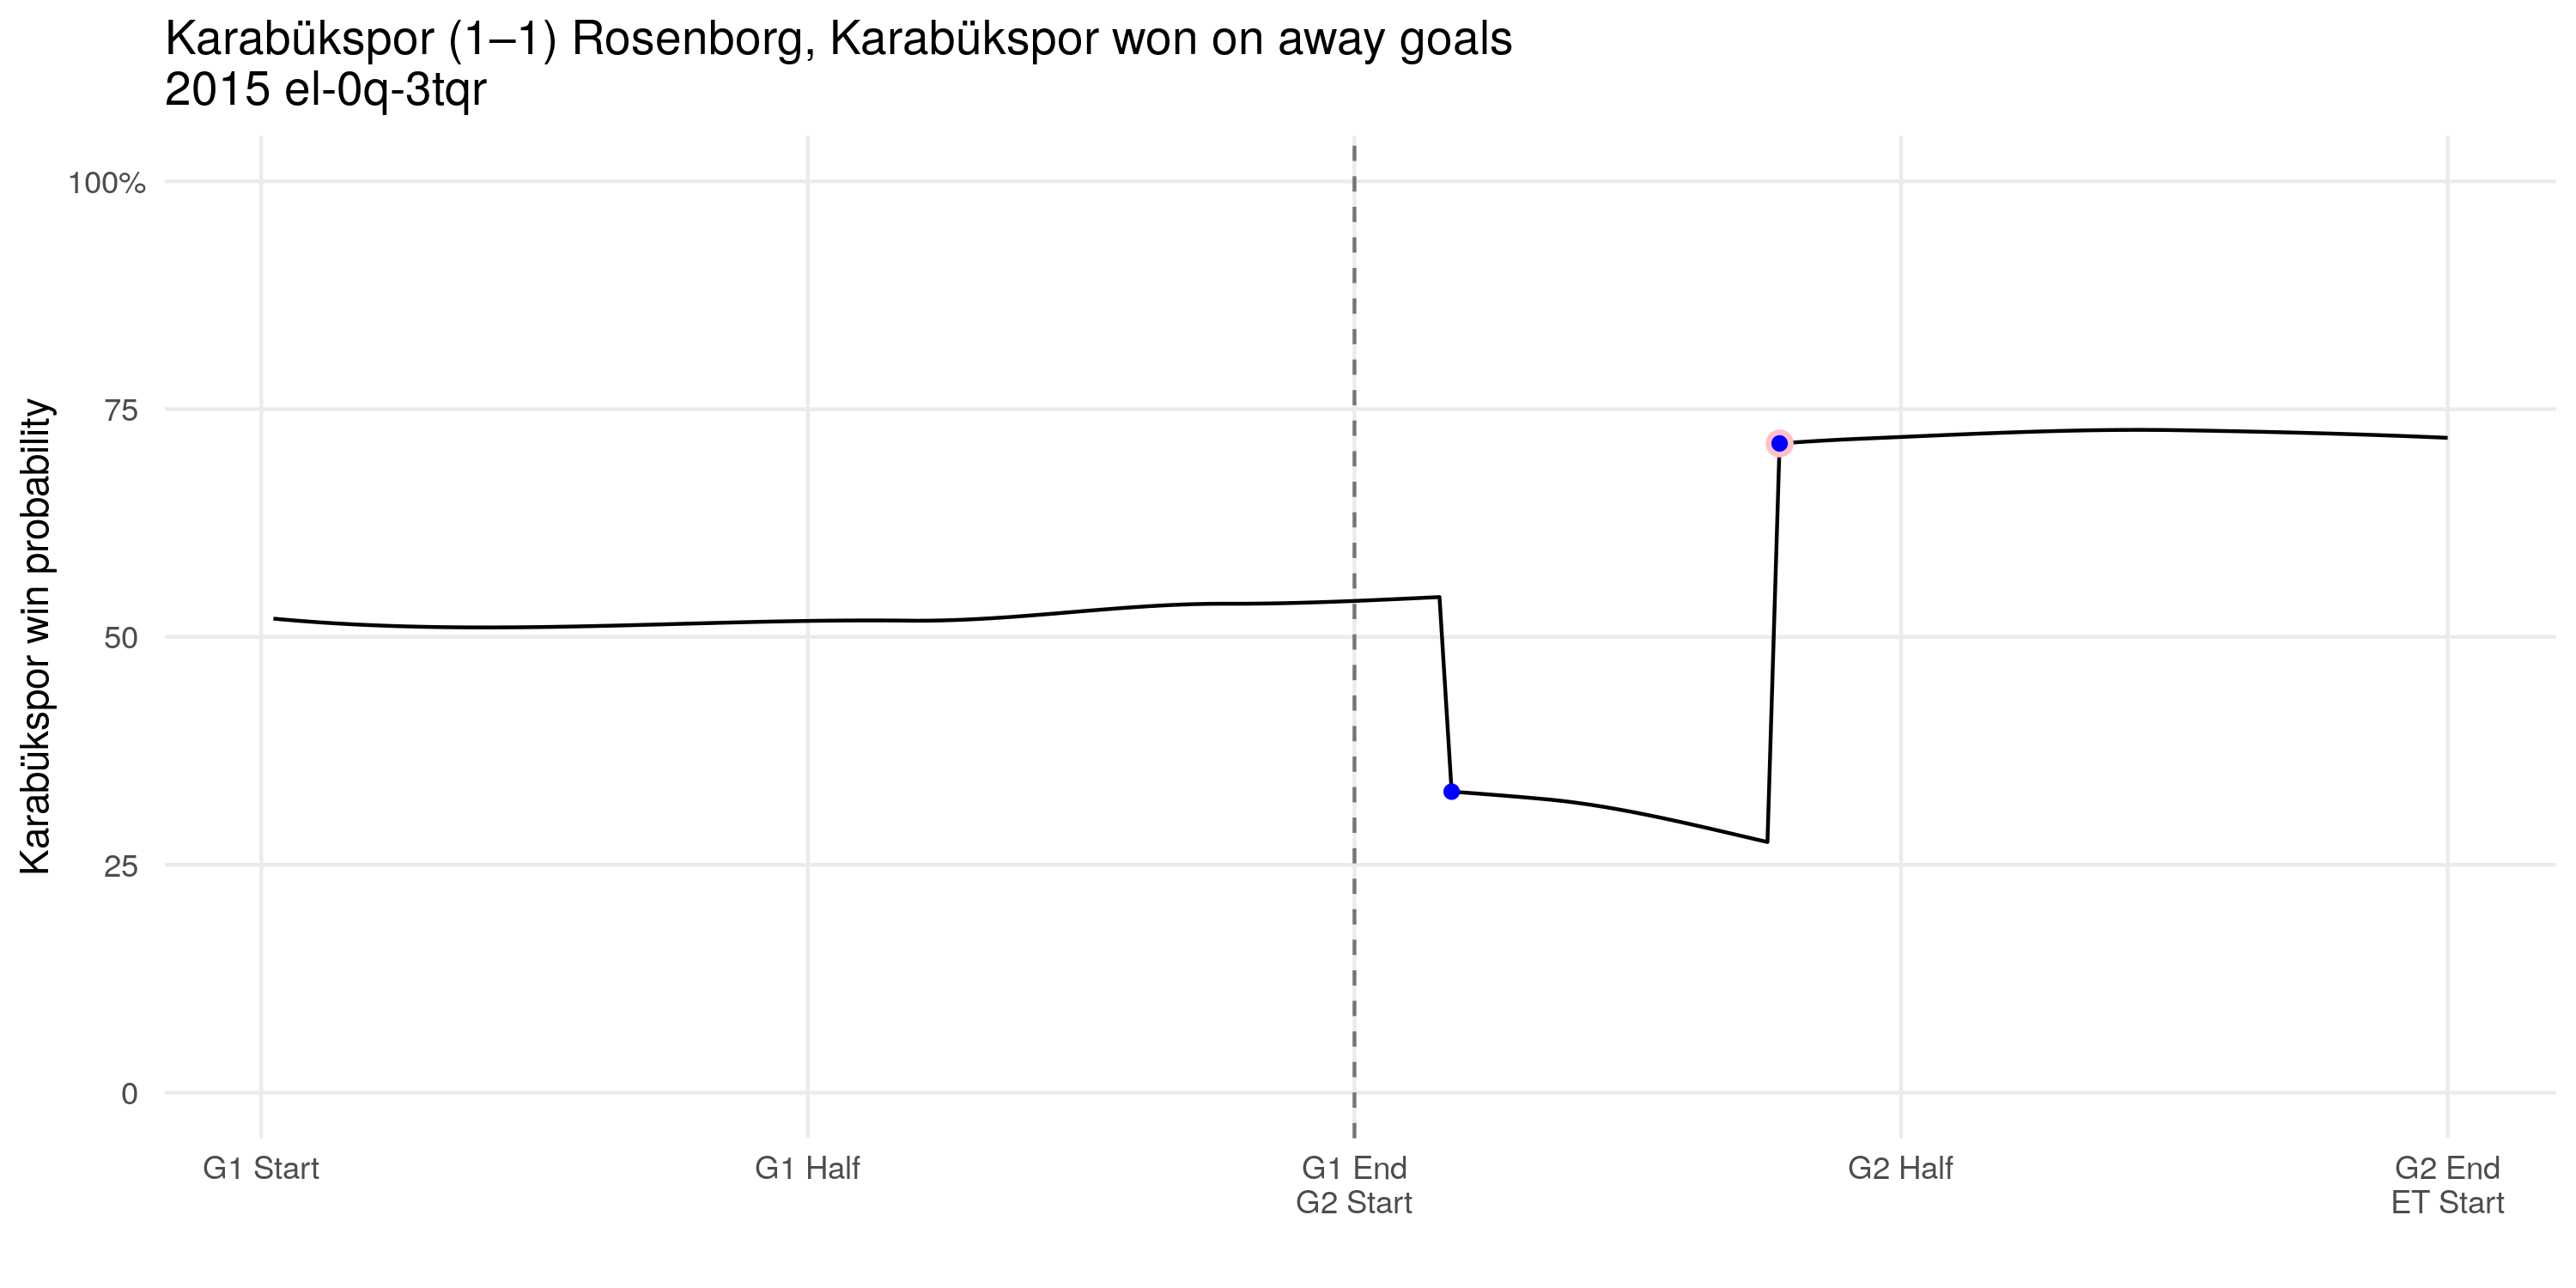 Karabükspor (1–1) Rosenborg, Karabükspor won on away goals
2015 el-0q-3tqr
Karabükspor win probability
100%
75
50
25
0
G1 Start
G1 Half
G1 End
G2 Start
G2 Half
G2 End
ET Start